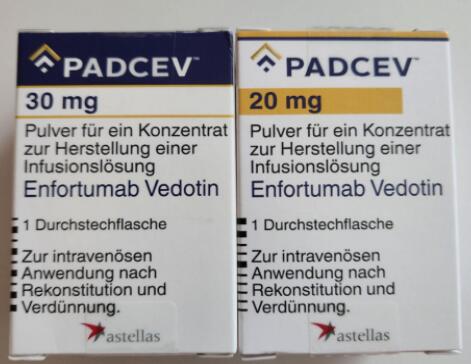 PADCEV™
30 mg
Pulver für ein Konzentrat
zur Herstellung einer
Infusionslösung
Enfortumab Vedotin
1 Durchstechflasche
Zur intravenösen
Anwendung nach
Rekonstitution und
Verdünnung.
astellas
PADCEV™
20 mg
Pulver für ein Konzentrat
zur Herstellung einer
Infusionslösung
Enfortumab Vedotin
1 Durchstechflasche
Zur intravenösen
Anwendung nach
Rekonstitution und
Verdünnung.
astellas